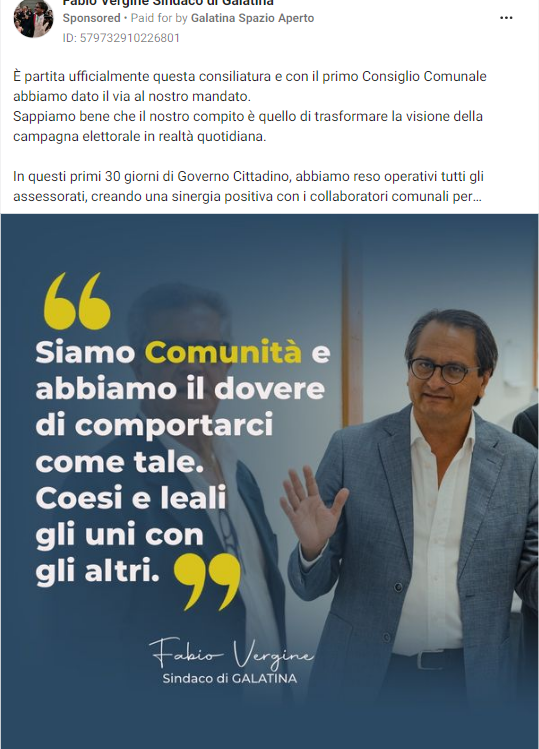 Fabio Vergine Sindaco di Galatina
Sponsored • Paid for by Galatina Spazio Aperto
ID: 579732910226801
È partita ufficialmente questa consiliatura e con il primo Consiglio Comunale
abbiamo dato il via al nostro mandato.
Sappiamo bene che il nostro compito è quello di trasformare la visione della
campagna elettorale in realtà quotidiana.
In questi primi 30 giorni di Governo Cittadino, abbiamo reso operativi tutti gli
assessorati, creando una sinergia positiva con i collaboratori comunali per...
“
Siamo Comunità e
abbiamo il dovere
di comportarci
come tale.
Coesi e leali
gli uni con
gli altri. ”
Fabio Vergine
Sindaco di GALATINA